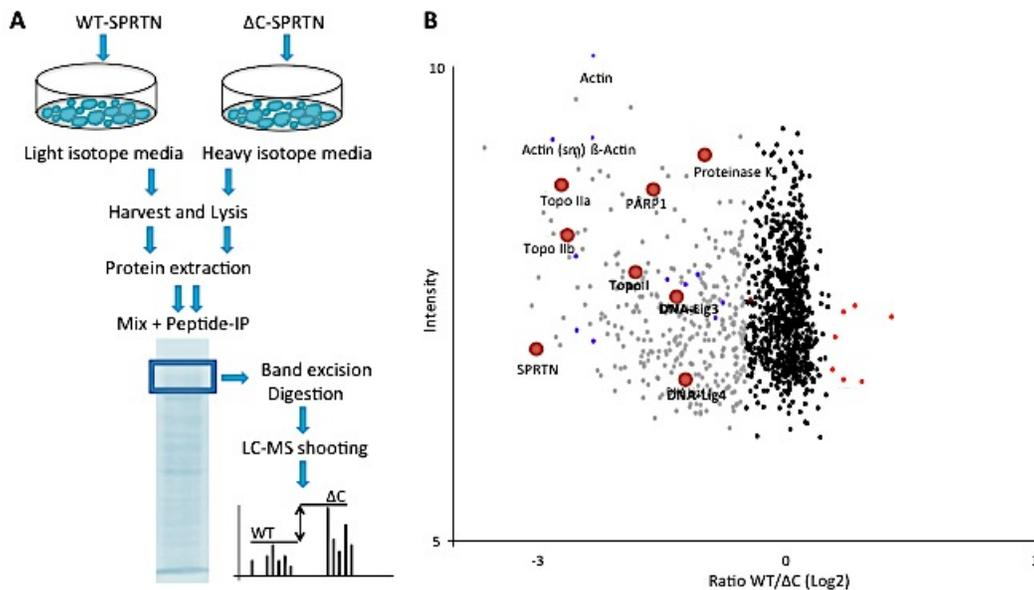 A
WT-SPRTN
ΔC-SPRTN
Light isotope media
Heavy isotope media
Harvest and Lysis
Protein extraction
Mix + Peptide-IP
Band excision
Digestion
LC-MS shooting
WT
ΔC
B
10
Actin
Actin (sm) ß-Actin
Proteinase K
Topo IIa
PARP1
Topo IIb
TopoII
DNA-Lig3
SPRTN
DNA-Lig4
Intensity
5
-3
0
3
Ratio WT/ΔC (Log2)